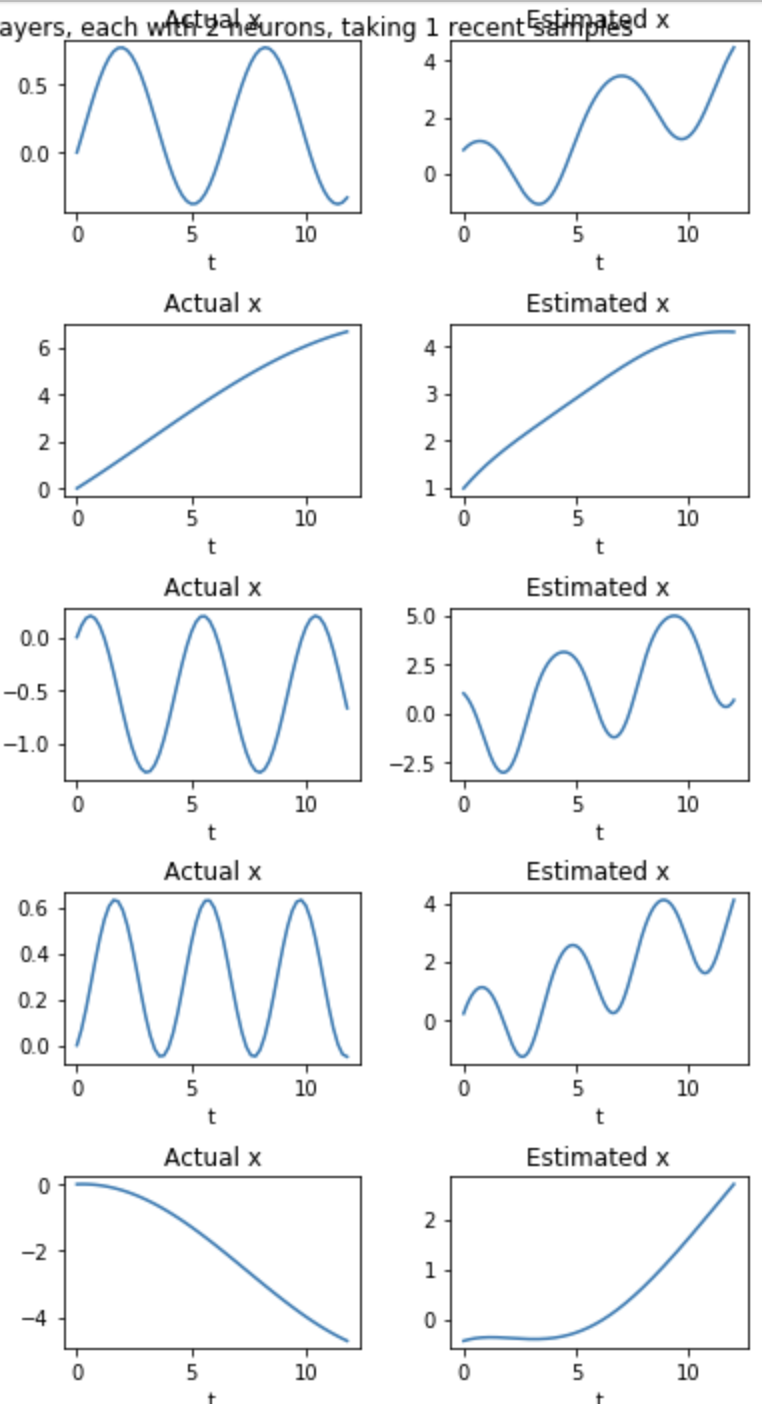 ayers, each with 2 neurons, taking 1 recent samples
Actual x Estimated x
0.5 0.0
4 2 0
0 5 10 0 5 10
t t
Actual x Estimated x
6 4 2 0
4 3 2 1
0 5 10 0 5 10
t t
Actual x Estimated x
0.0 −0.5 −1.0
5.0 2.5 0.0 −2.5
0 5 10 0 5 10
t t
Actual x Estimated x
0.6 0.4 0.2 0.0
4 2 0
0 5 10 0 5 10
t t
Actual x Estimated x
0 −2 −4
2 1 0
0 5 10 0 5 10
t t